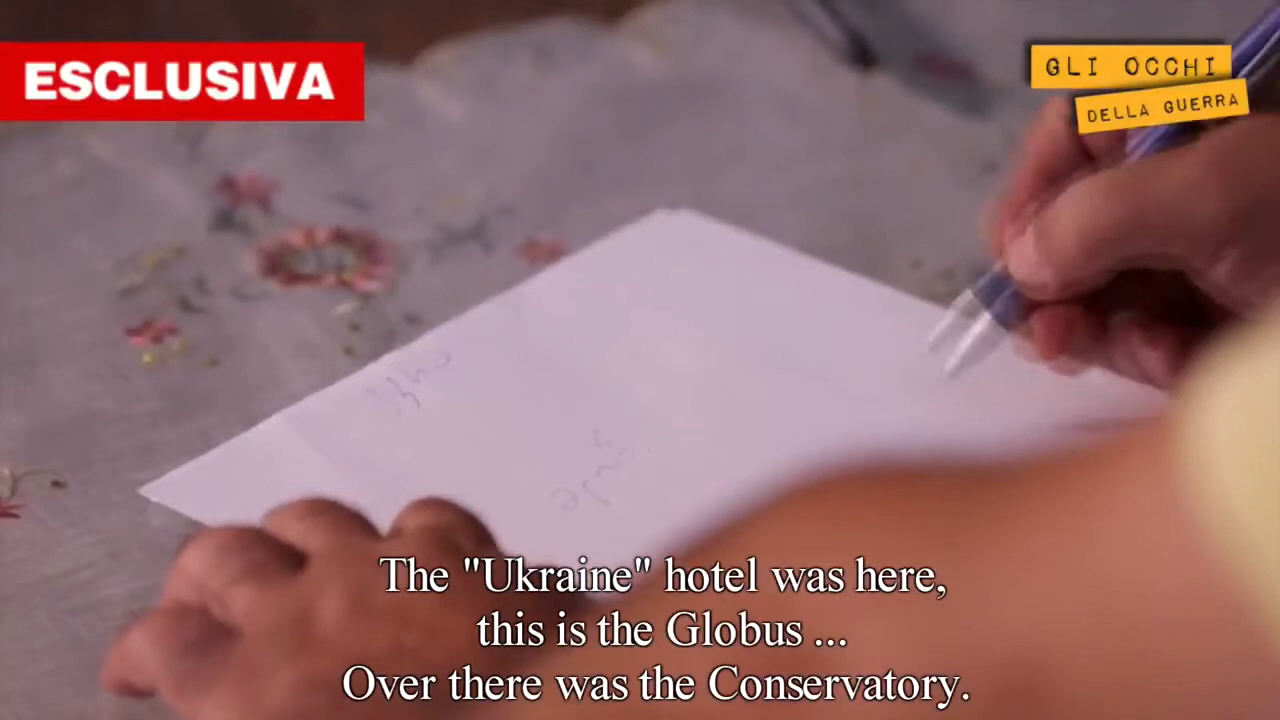 ESCLUSIVA
GLI OCCHI
DELLA GUERRA
The "Ukraine" hotel was here,
this is the Globus ...
Over there was the Conservatory.